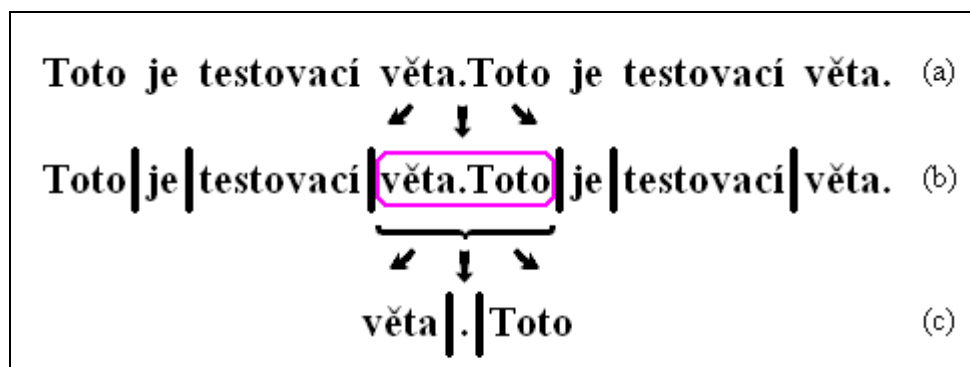 Toto je testovací věta.Toto je testovací věta. (a)
Toto|je|testovací|věta.Toto|je|testovací|věta. (b)
věta|.|Toto (c)